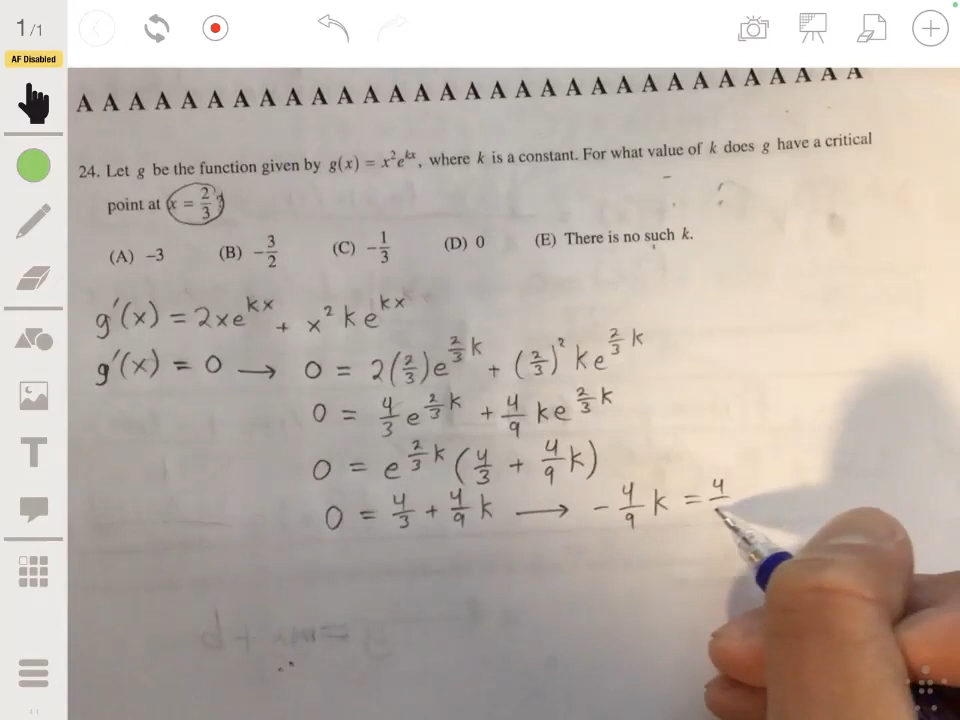 1/1
AF Disabled
A A A A A A A A A A A A A A A A A A A A A A A A A A A A A A A
24. Let g be the function given by g(x) = x²e^{kx}, where k is a constant. For what value of k does g have a critical
point at x = 2/3?
(A) −3 (B) −3/2 (C) −1/3 (D) 0 (E) There is no such k.
g'(x) = 2xe^{kx} + x² ke^{kx}
g'(x) = 0 → 0 = 2(2/3)e^{2/3 k} + (2/3)² ke^{2/3 k}
0 = 4/3 e^{2/3 k} + 4/9 ke^{2/3 k}
0 = e^{2/3 k} (4/3 + 4/9 k)
0 = 4/3 + 4/9 k → − 4/9 k = 4/
T